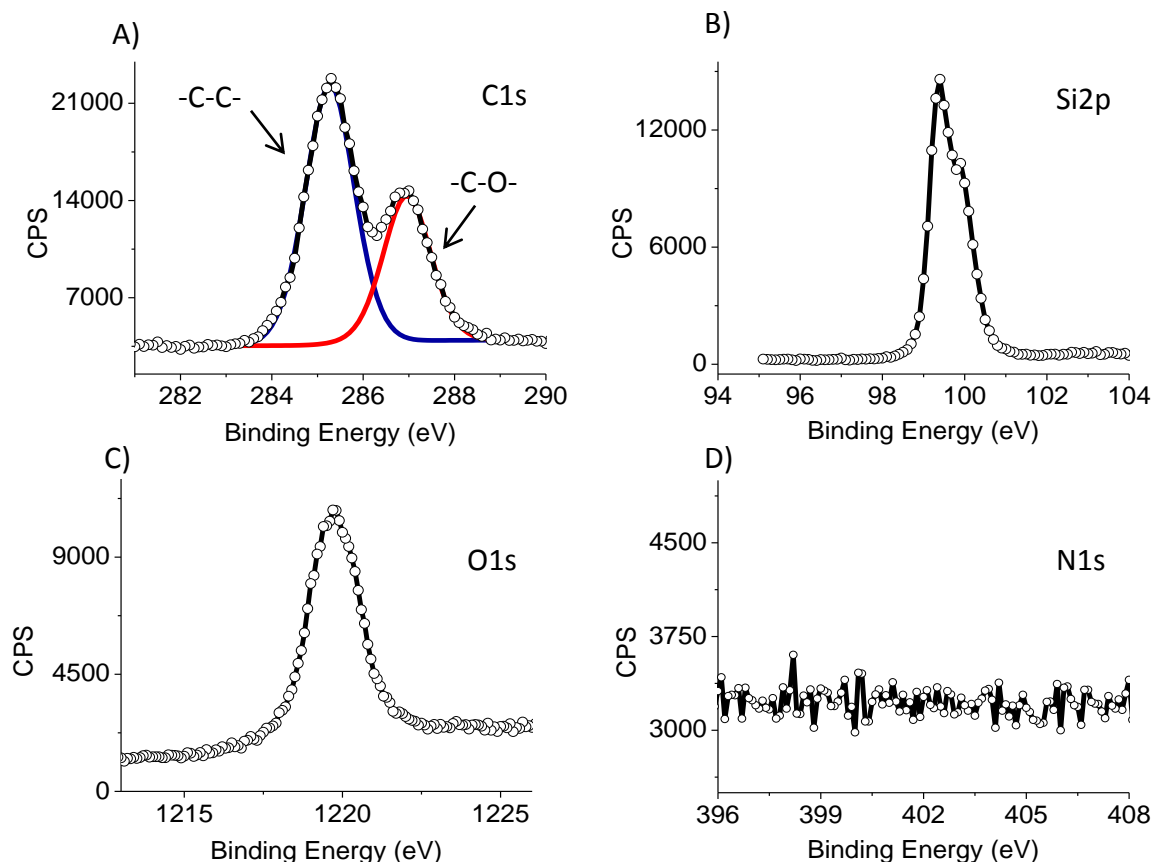 A)
C1s
-C-C-
-C-O-
CPS
21000
14000
7000
282 284 286 288 290
Binding Energy (eV)
B)
Si2p
12000
6000
0
94 96 98 100 102 104
Binding Energy (eV)
C)
O1s
CPS
9000
4500
0
1215 1220 1225
Binding Energy (eV)
D)
N1s
CPS
4500
3750
3000
396 399 402 405 408
Binding Energy (eV)